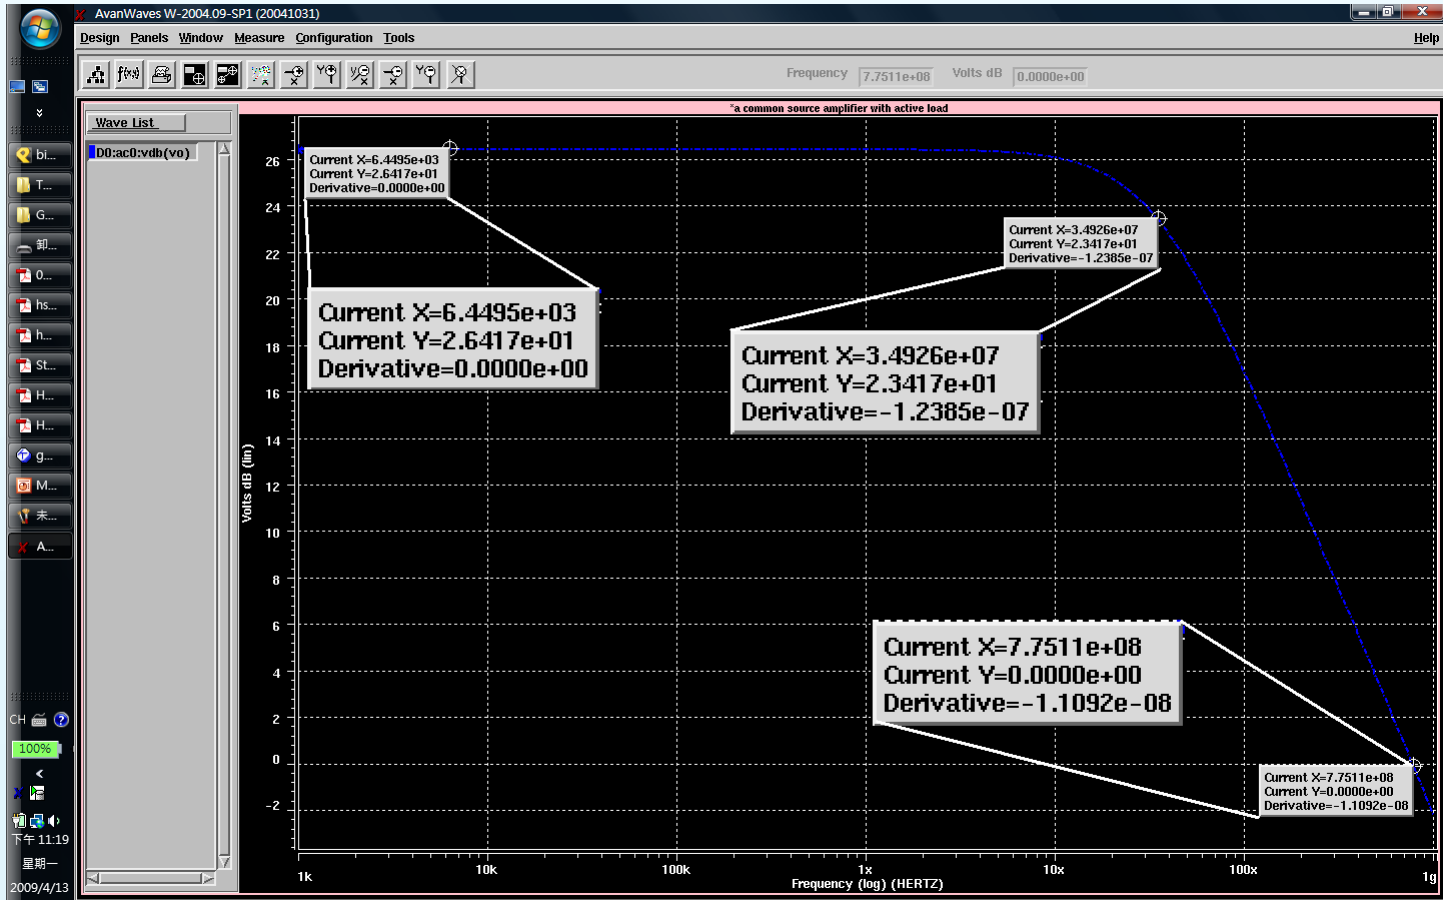 AvanWaves W-2004.09-SP1 (20041031)
Design Panels Window Measure Configuration Tools Help
f(x)
Frequency 7.7511e+08 Volts dB 0.0000e+00
*a common source amplifier with active load
Wave List
D0:ac0:vdb(vo)
bi...
T...
G...
卸...
0...
hs...
h...
St...
H...
H...
g...
M...
未...
A...
CH
100%
下午 11:19
星期一
2009/4/13
Volts dB (lin)
26
24
22
20
18
16
14
12
10
8
6
4
2
0
-2
Current X=6.4495e+03
Current Y=2.6417e+01
Derivative=0.0000e+00
Current X=6.4495e+03
Current Y=2.6417e+01
Derivative=0.0000e+00
Current X=3.4926e+07
Current Y=2.3417e+01
Derivative=-1.2385e-07
Current X=3.4926e+07
Current Y=2.3417e+01
Derivative=-1.2385e-07
Current X=7.7511e+08
Current Y=0.0000e+00
Derivative=-1.1092e-08
Current X=7.7511e+08
Current Y=0.0000e+00
Derivative=-1.1092e-08
1k 10k 100k 1x 10x 100x 1g
Frequency (log) (HERTZ)